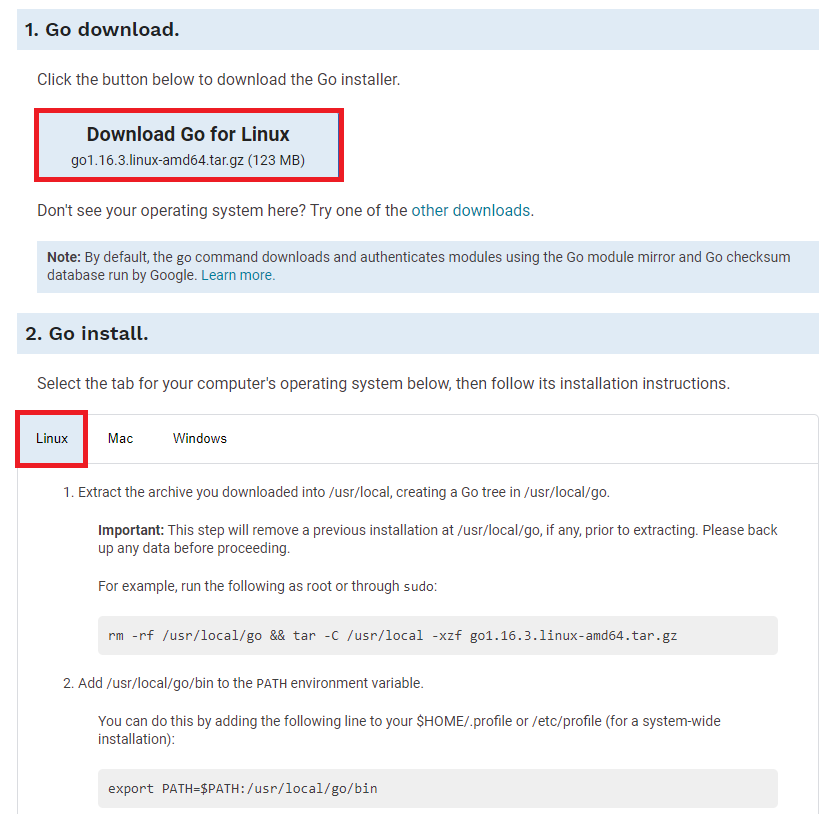 1. Go download.
Click the button below to download the Go installer.
Download Go for Linux
go1.16.3.linux-amd64.tar.gz (123 MB)
Don't see your operating system here? Try one of the other downloads.
Note: By default, the go command downloads and authenticates modules using the Go module mirror and Go checksum
database run by Google. Learn more.
2. Go install.
Select the tab for your computer's operating system below, then follow its installation instructions.
Linux Mac Windows
1. Extract the archive you downloaded into /usr/local, creating a Go tree in /usr/local/go.
Important: This step will remove a previous installation at /usr/local/go, if any, prior to extracting. Please back
up any data before proceeding.
For example, run the following as root or through sudo:
rm -rf /usr/local/go && tar -C /usr/local -xzf go1.16.3.linux-amd64.tar.gz
2. Add /usr/local/go/bin to the PATH environment variable.
You can do this by adding the following line to your $HOME/.profile or /etc/profile (for a system-wide
installation):
export PATH=$PATH:/usr/local/go/bin